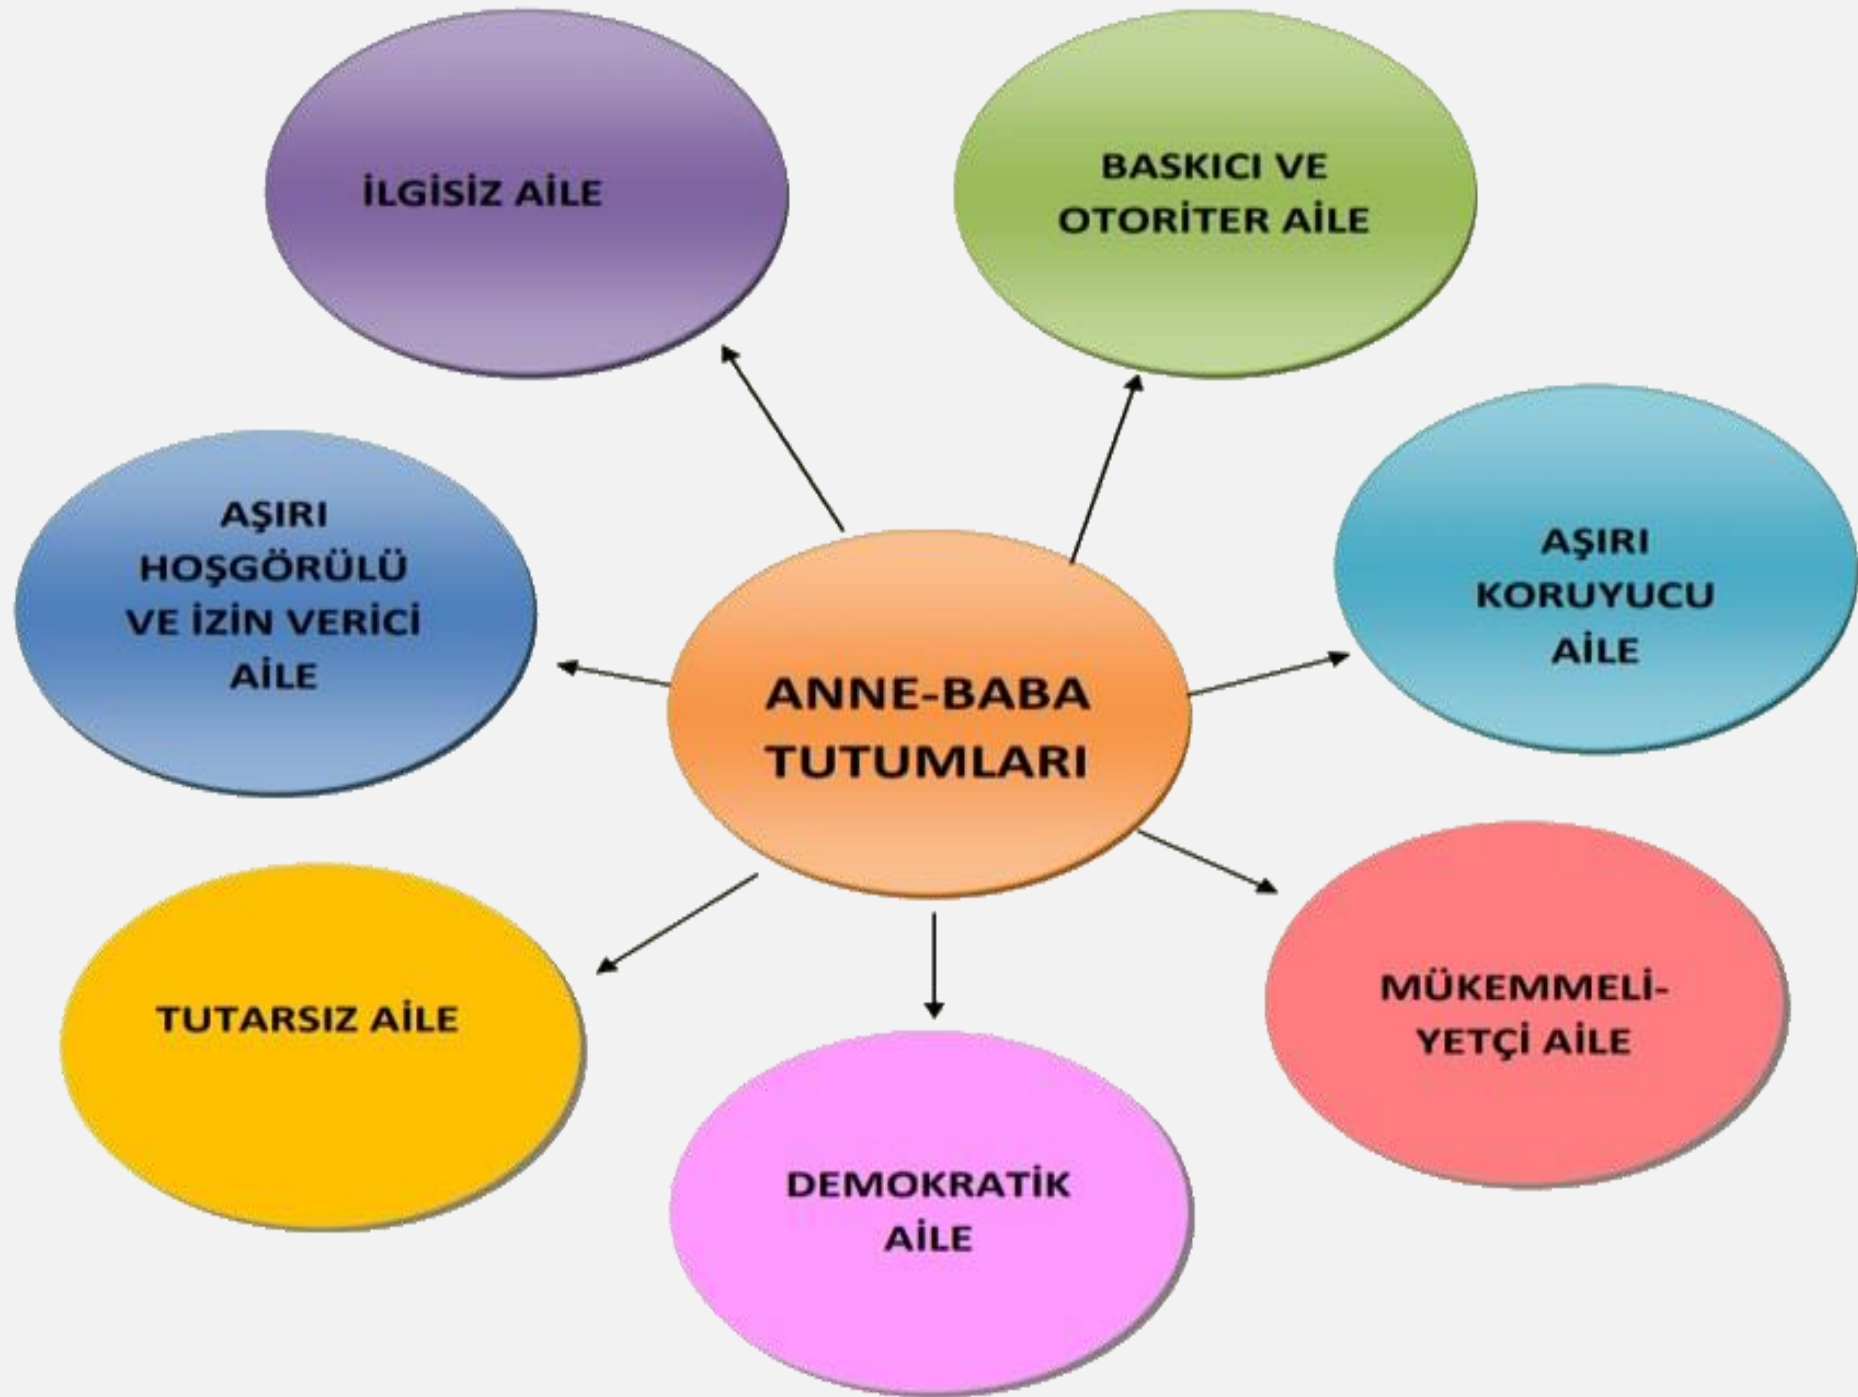 İLGİSİZ AİLE
BASKICI VE
OTORİTER AİLE
AŞIRI
HOŞGÖRÜLÜ
VE İZİN VERİCİ
AİLE
AŞIRI
KORUYUCU
AİLE
ANNE-BABA
TUTUMLARI
TUTARSIZ AİLE
MÜKEMMELİ-
YETÇİ AİLE
DEMOKRATİK
AİLE